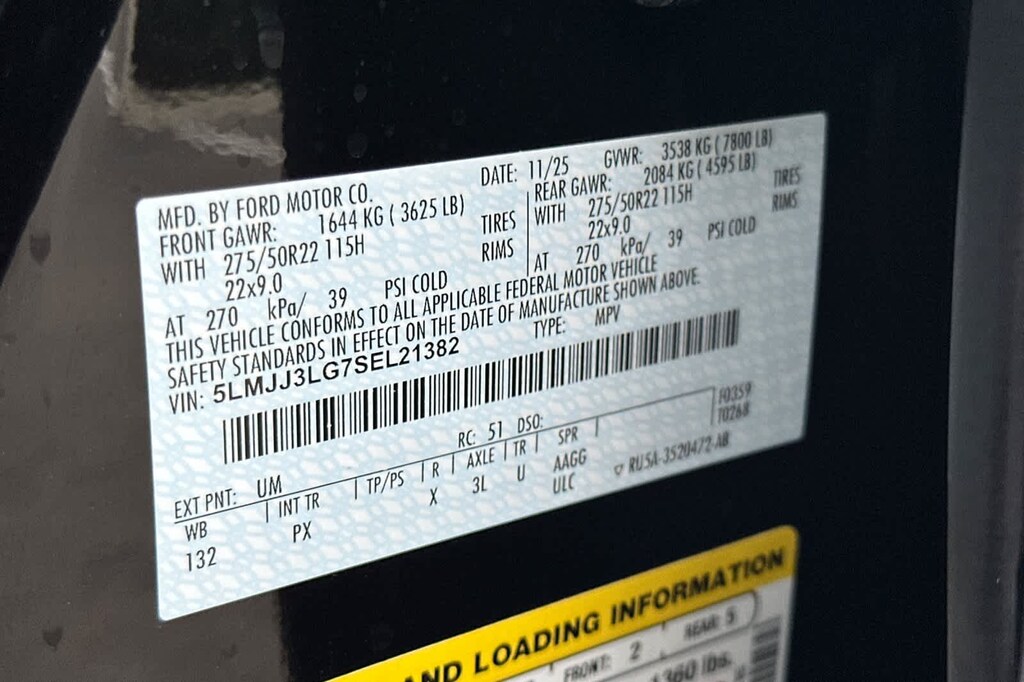 MFD. BY FORD MOTOR CO. DATE: 11/25 GVWR: 3538 KG ( 7800 LB)
FRONT GAWR: 1644 KG ( 3625 LB) REAR GAWR: 2084 KG ( 4595 LB)
WITH 275/50R22 115H TIRES WITH 275/50R22 115H TIRES
22x9.0 RIMS 22x9.0 RIMS
AT 270 kPa/ 39 PSI COLD AT 270 kPa/ 39 PSI COLD
THIS VEHICLE CONFORMS TO ALL APPLICABLE FEDERAL MOTOR VEHICLE
SAFETY STANDARDS IN EFFECT ON THE DATE OF MANUFACTURE SHOWN ABOVE.
VIN: 5LMJJ3LG7SEL21382 TYPE: MPV
F0359
T0268
EXT PNT: UM RC: 51 DSO:
WB INT TR TP/PS R AXLE TR SPR
132 PX X 3L U AAGG
ULC
RU5A-3520472-AB
AND LOADING INFORMATION
FRONT: 2 REAR: 5
1360 lbs.